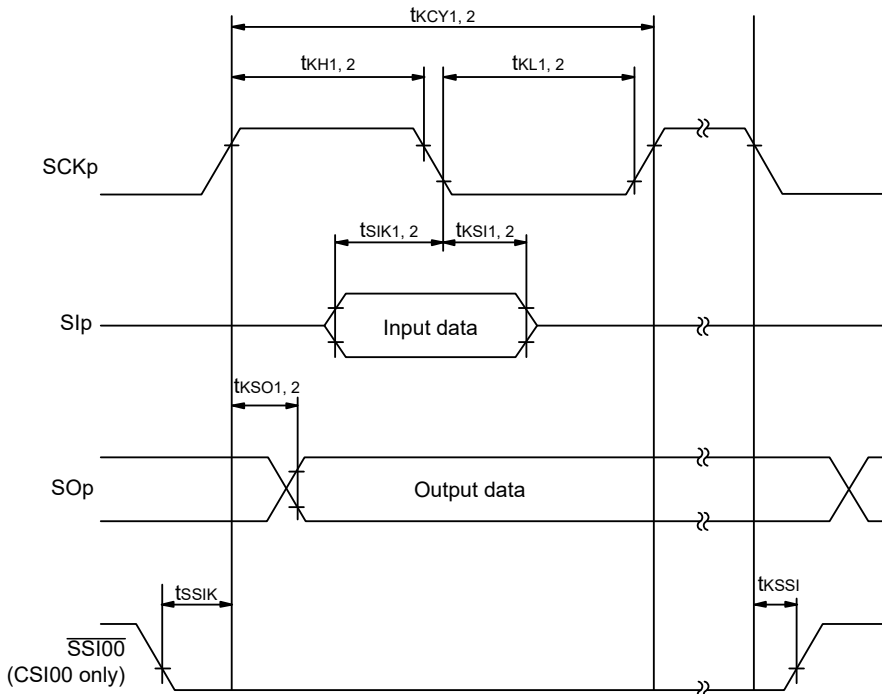 tKCY1, 2
tKH1, 2
tKL1, 2
SCKp
tSIK1, 2
tKSI1, 2
SIp
Input data
tKSO1, 2
SOp
Output data
tSSIK
tKSSI
SSI00
(CSI00 only)